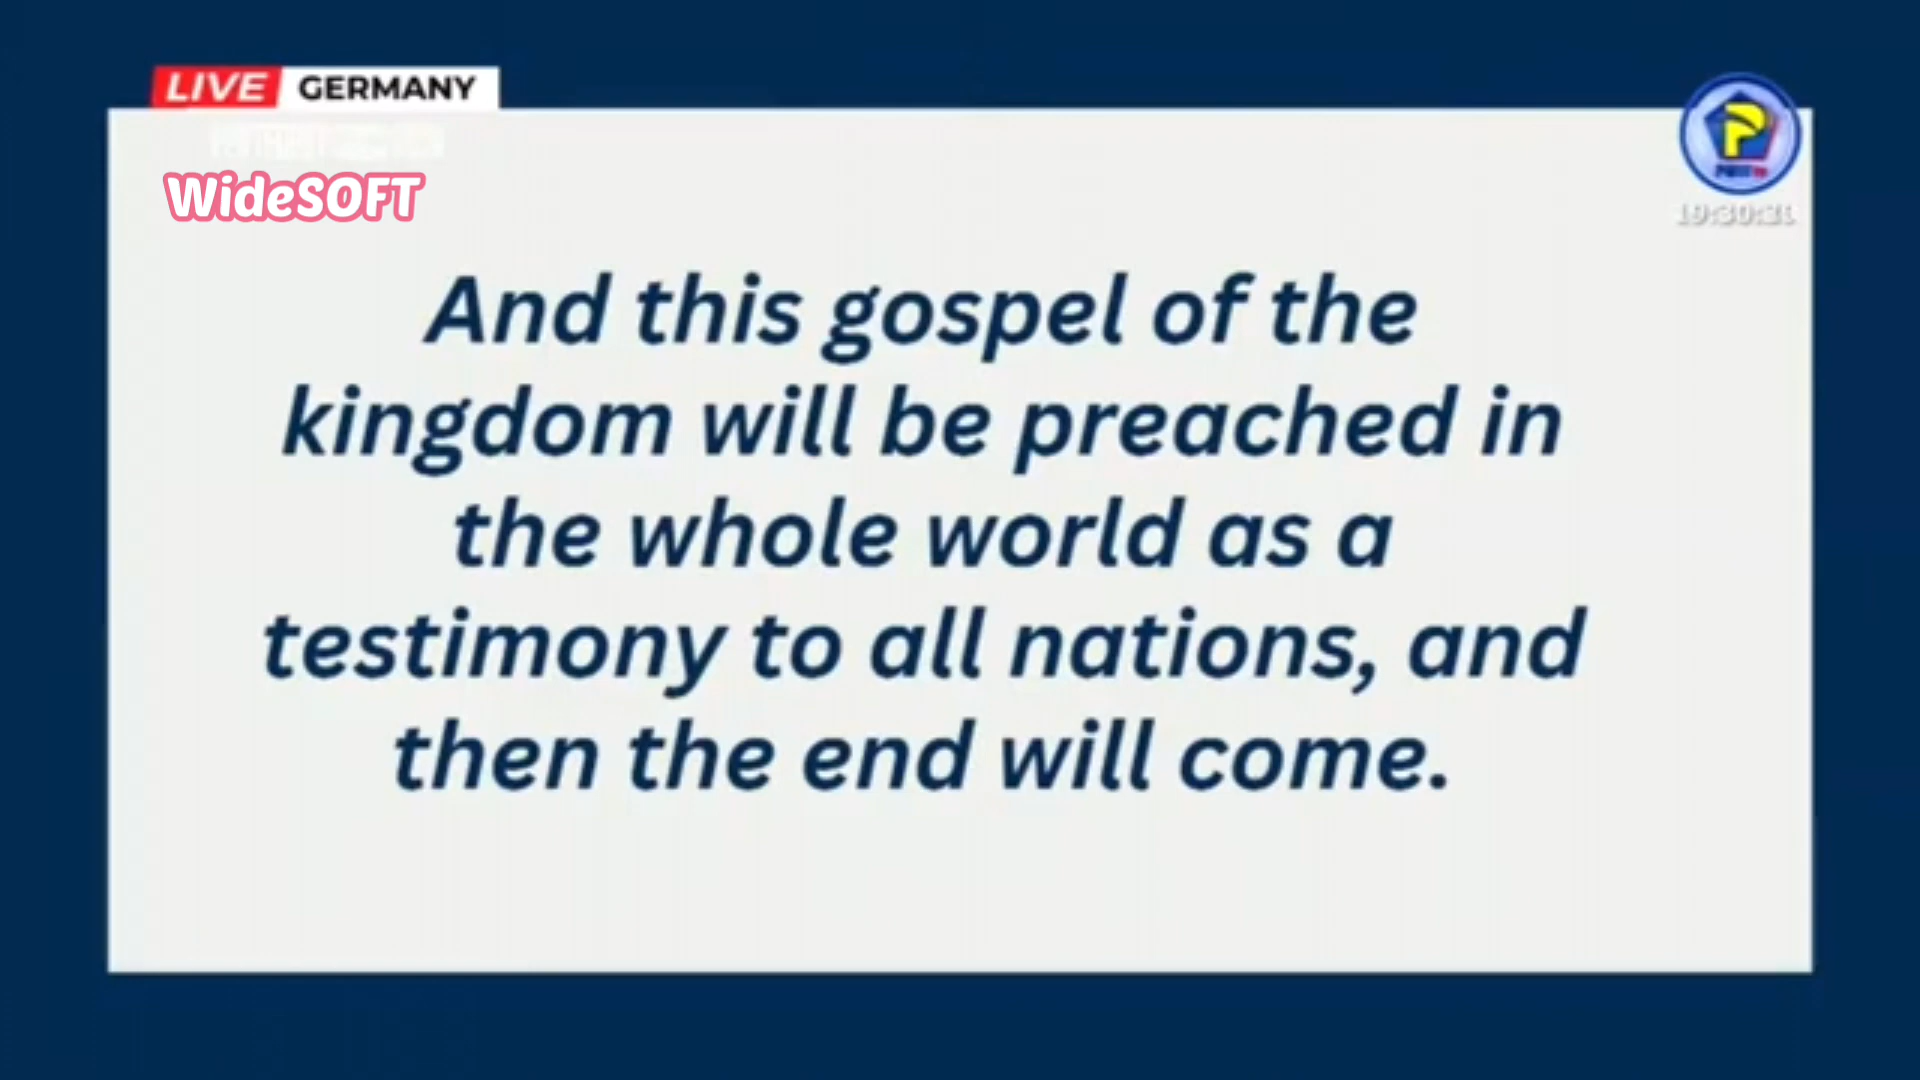 LIVE GERMANY
WideSOFT
And this gospel of the
kingdom will be preached in
the whole world as a
testimony to all nations, and
then the end will come.